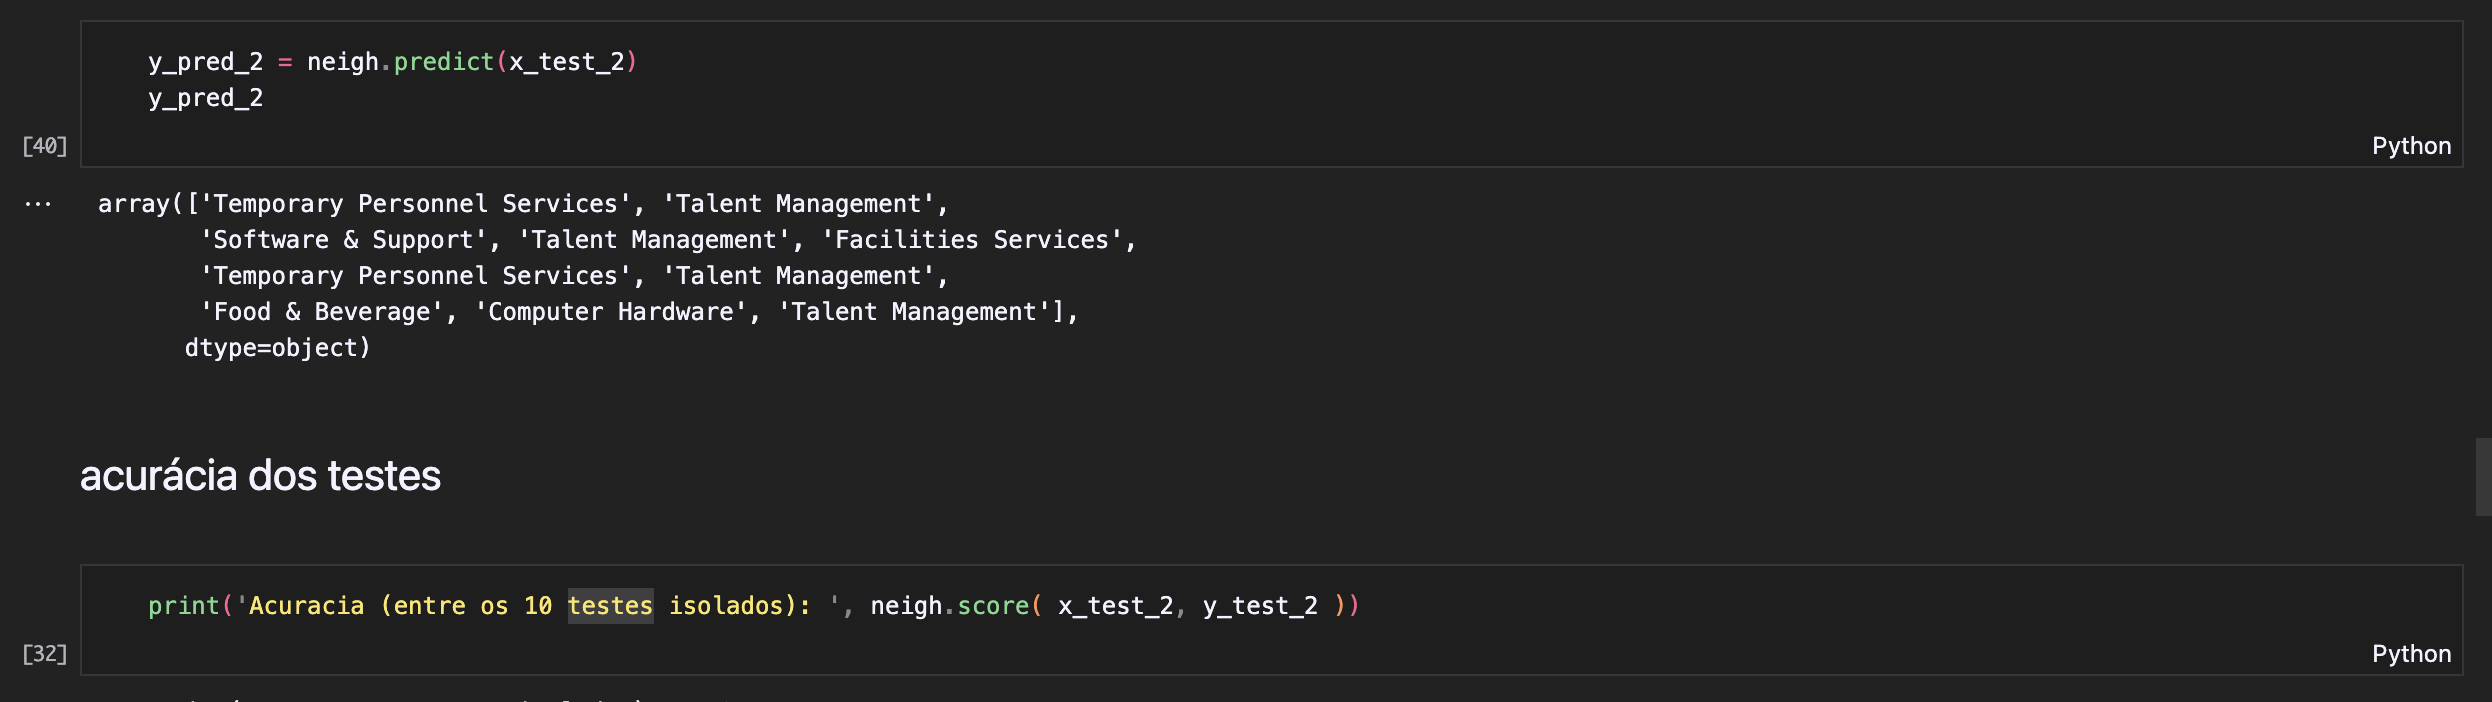 y_pred_2 = neigh.predict(x_test_2)
y_pred_2
[40]
Python
... array(['Temporary Personnel Services', 'Talent Management',
'Software & Support', 'Talent Management', 'Facilities Services',
'Temporary Personnel Services', 'Talent Management',
'Food & Beverage', 'Computer Hardware', 'Talent Management'],
dtype=object)
acurácia dos testes
print('Acuracia (entre os 10 testes isolados): ', neigh.score( x_test_2, y_test_2 ))
[32]
Python